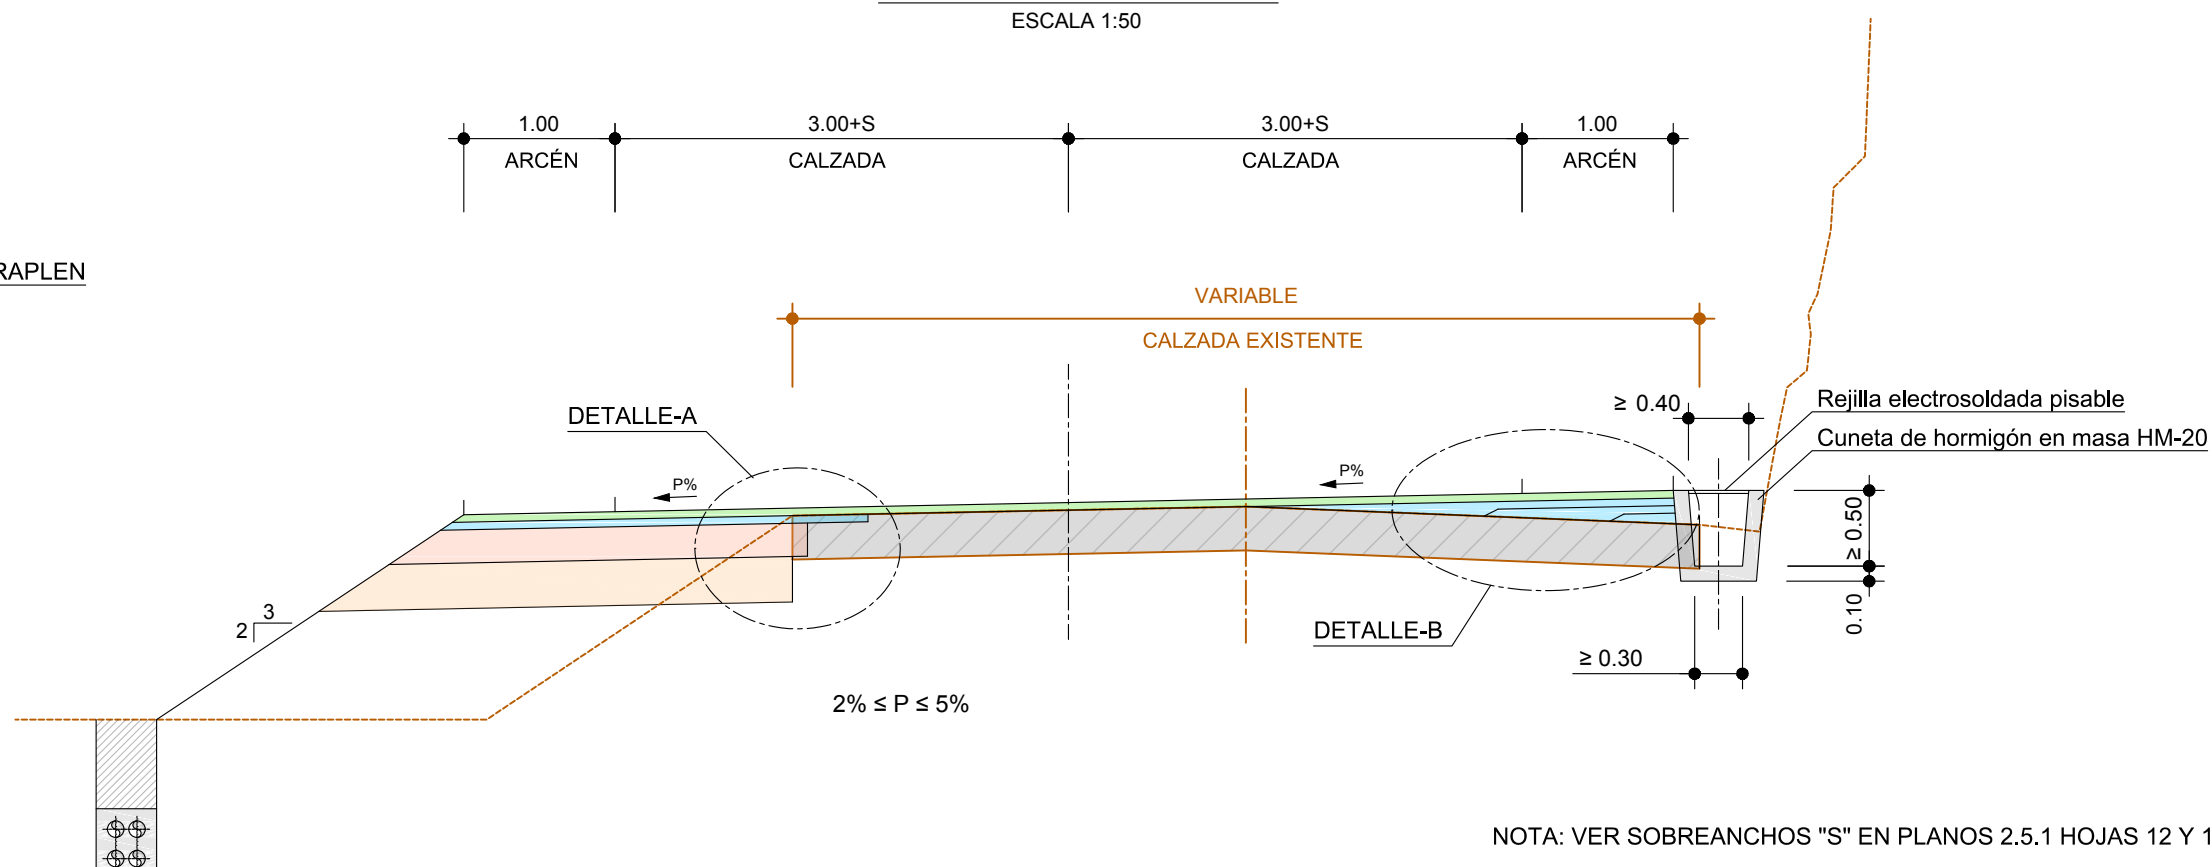 ESCALA 1:50
1.00
3.00+S
3.00+S
1.00
ARCÉN
CALZADA
CALZADA
ARCÉN
RAPLEN
VARIABLE
CALZADA EXISTENTE
DETALLE-A
≥ 0.40
Rejilla electrosoldada pisable
Cuneta de hormigón en masa HM-20
P%
P%
≥ 0.50
0.10
3
2
DETALLE-B
≥ 0.30
2% ≤ P ≤ 5%
NOTA: VER SOBREANCHOS "S" EN PLANOS 2.5.1 HOJAS 12 Y 1